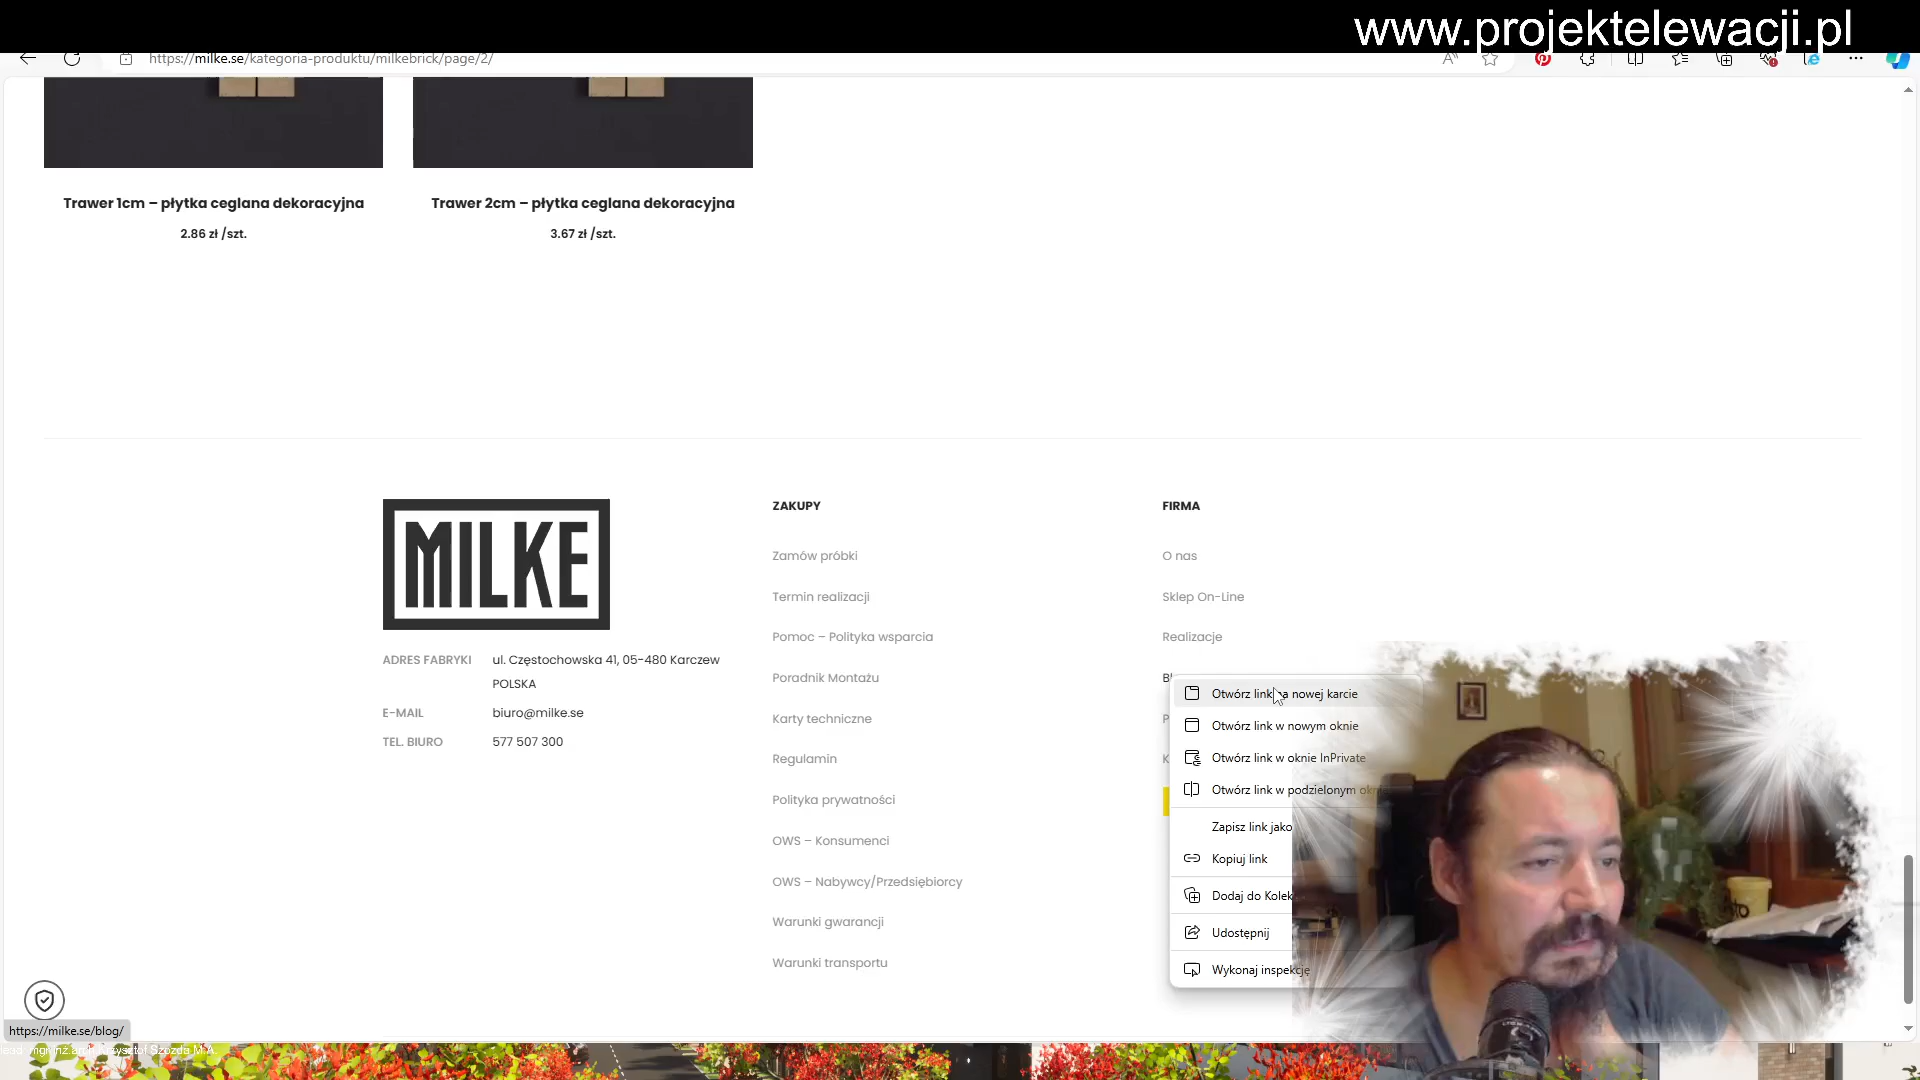 www.projektelewacji.pl
https://milke.se/kategoria-produktu/milkebrick/page/2/
Trawer 1cm – płytka ceglana dekoracyjna
2.86 zł /szt.
Trawer 2cm – płytka ceglana dekoracyjna
3.67 zł /szt.
MILKE
ADRES FABRYKI ul. Częstochowska 41, 05-480 Karczew
POLSKA
E-MAIL biuro@milke.se
TEL. BIURO 577 507 300
ZAKUPY
Zamów próbki
Termin realizacji
Pomoc – Polityka wsparcia
Poradnik Montażu
Karty techniczne
Regulamin
Polityka prywatności
OWS – Konsumenci
OWS – Nabywcy/Przedsiębiorcy
Warunki gwarancji
Warunki transportu
FIRMA
O nas
Sklep On-Line
Realizacje
Otwórz link na nowej karcie
Otwórz link w nowym oknie
Otwórz link w oknie InPrivate
Otwórz link w podzielonym
Zapisz link jako
Kopiuj link
Dodaj do Kolek
Udostępnij
Wykonaj inspekcję
https://milke.se/blog/
Krzysztof Szozda M.A.